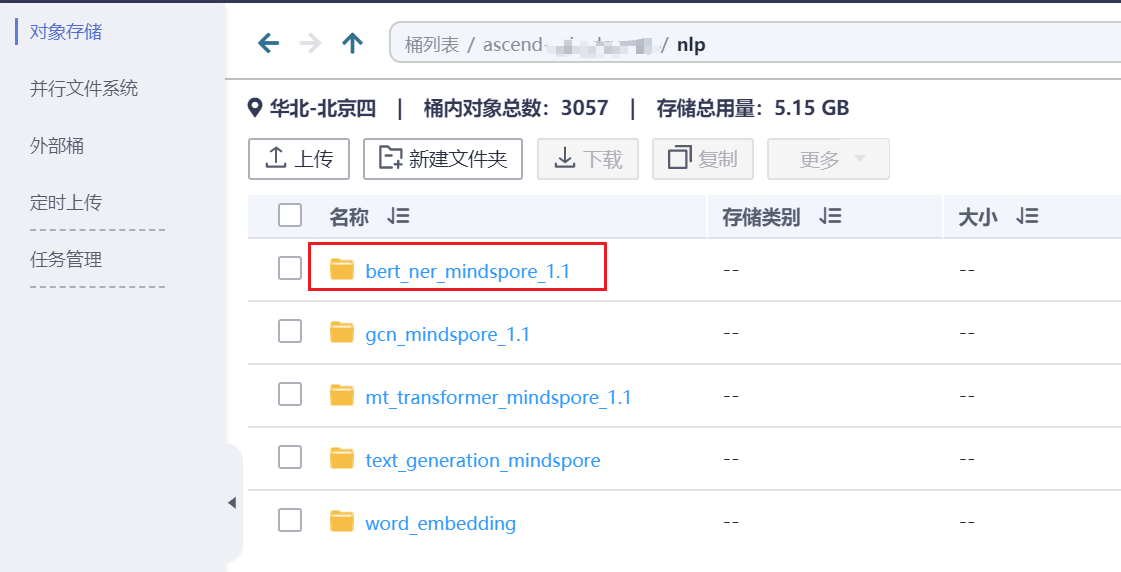 对象存储
并行文件系统
外部桶
定时上传
任务管理
桶列表 / ascend- / nlp
华北-北京四 | 桶内对象总数：3057 | 存储总用量：5.15 GB
上传 新建文件夹 下载 复制 更多
名称 存储类别 大小
bert_ner_mindspore_1.1 -- --
gcn_mindspore_1.1 -- --
mt_transformer_mindspore_1.1 -- --
text_generation_mindspore -- --
word_embedding -- --